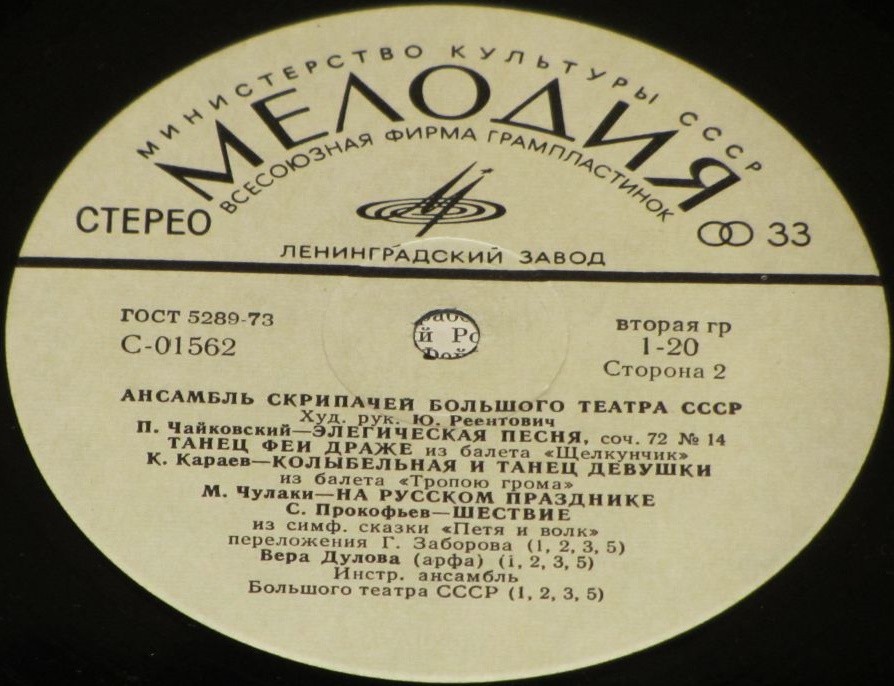 МИНИСТЕРСТВО КУЛЬТУРЫ СССР
МЕЛОДИЯ
ВСЕСОЮЗНАЯ ФИРМА ГРАМПЛАСТИНОК
СТЕРЕО
33
ЛЕНИНГРАДСКИЙ ЗАВОД
ГОСТ 5289-73
С-01562
вторая гр
1-20
Сторона 2
й Ро
АНСАМБЛЬ СКРИПАЧЕЙ БОЛЬШОГО ТЕАТРА СССР
Худ. рук. Ю. Реентович
П. Чайковский—ЭЛЕГИЧЕСКАЯ ПЕСНЯ, соч. 72 № 14
ТАНЕЦ ФЕИ ДРАЖЕ из балета «Щелкунчик»
К. Караев—КОЛЫБЕЛЬНАЯ И ТАНЕЦ ДЕВУШКИ
из балета «Тропою грома»
М. Чулаки—НА РУССКОМ ПРАЗДНИКЕ
С. Прокофьев—ШЕСТВИЕ
из симф. сказки «Петя и волк»
переложения Г. Заборова (1, 2, 3, 5)
Вера Дулова (арфа) (1, 2, 3, 5)
Инстр. ансамбль
Большого театра СССР (1, 2, 3, 5)